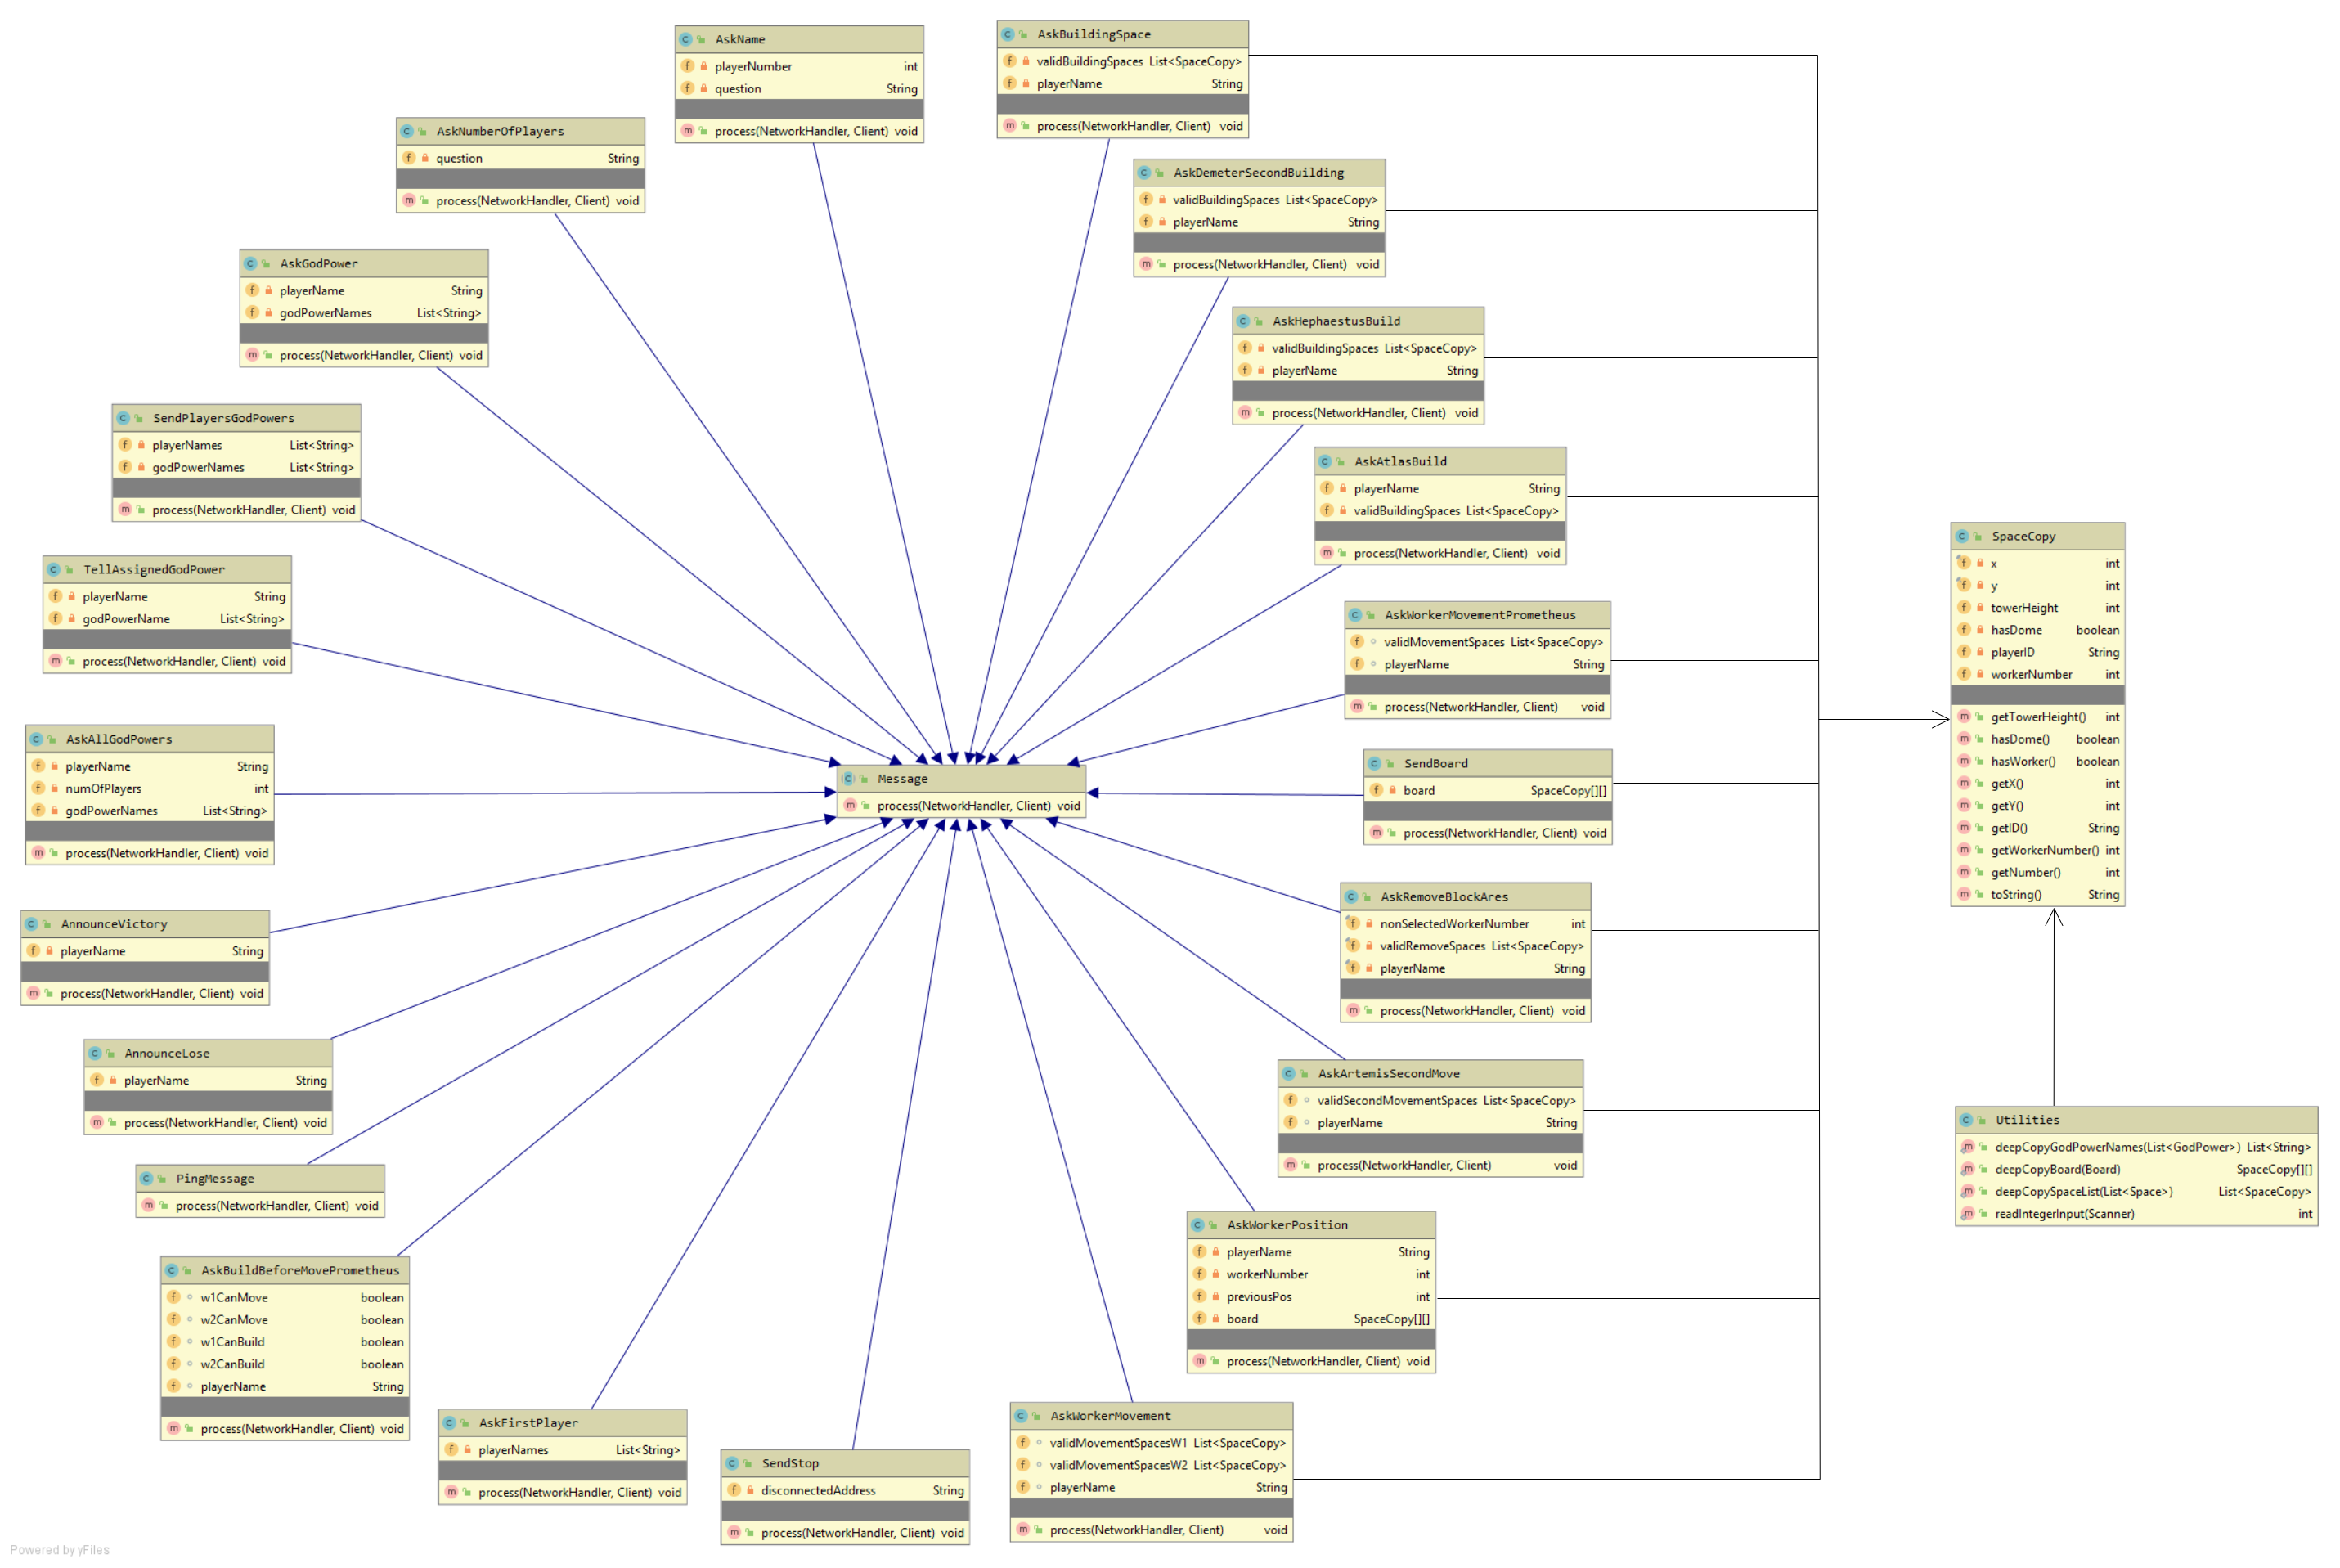 AskName
playerNumber int
question String
process(NetworkHandler, Client) void
AskBuildingSpace
validBuildingSpaces List<SpaceCopy>
playerName String
process(NetworkHandler, Client) void
AskNumberOfPlayers
question String
process(NetworkHandler, Client) void
AskDemeterSecondBuilding
validBuildingSpaces List<SpaceCopy>
playerName String
process(NetworkHandler, Client) void
AskGodPower
playerName String
godPowerNames List<String>
process(NetworkHandler, Client) void
AskHephaestusBuild
validBuildingSpaces List<SpaceCopy>
playerName String
process(NetworkHandler, Client) void
SendPlayersGodPowers
playerNames List<String>
godPowerNames List<String>
process(NetworkHandler, Client) void
AskAtlasBuild
playerName String
validBuildingSpaces List<SpaceCopy>
process(NetworkHandler, Client) void
SpaceCopy
x int
y int
towerHeight int
hasDome boolean
playerID String
workerNumber int
getTowerHeight() int
hasDome() boolean
hasWorker() boolean
getX() int
getY() int
getID() String
getWorkerNumber() int
getNumber() int
toString() String
TellAssignedGodPower
playerName String
godPowerName List<String>
process(NetworkHandler, Client) void
AskWorkerMovementPrometheus
validMovementSpaces List<SpaceCopy>
playerName String
process(NetworkHandler, Client) void
AskAllGodPowers
playerName String
numOfPlayers int
godPowerNames List<String>
process(NetworkHandler, Client) void
Message
process(NetworkHandler, Client) void
SendBoard
board SpaceCopy[][]
process(NetworkHandler, Client) void
AskRemoveBlockAres
nonSelectedWorkerNumber int
validRemoveSpaces List<SpaceCopy>
playerName String
process(NetworkHandler, Client) void
AnnounceVictory
playerName String
process(NetworkHandler, Client) void
AnnounceLose
playerName String
process(NetworkHandler, Client) void
AskArtemisSecondMove
validSecondMovementSpaces List<SpaceCopy>
playerName String
process(NetworkHandler, Client) void
Utilities
deepCopyGodPowerNames(List<GodPower>) List<String>
deepCopyBoard(Board) SpaceCopy[][]
deepCopySpaceList(List<Space>) List<SpaceCopy>
readIntegerInput(Scanner) int
PingMessage
process(NetworkHandler, Client) void
AskWorkerPosition
playerName String
workerNumber int
previousPos int
board SpaceCopy[][]
process(NetworkHandler, Client) void
AskBuildBeforeMovePrometheus
w1CanMove boolean
w2CanMove boolean
w1CanBuild boolean
w2CanBuild boolean
playerName String
process(NetworkHandler, Client) void
AskFirstPlayer
playerNames List<String>
process(NetworkHandler, Client) void
SendStop
disconnectedAddress String
process(NetworkHandler, Client) void
AskWorkerMovement
validMovementSpacesW1 List<SpaceCopy>
validMovementSpacesW2 List<SpaceCopy>
playerName String
process(NetworkHandler, Client) void
Powered by yFiles